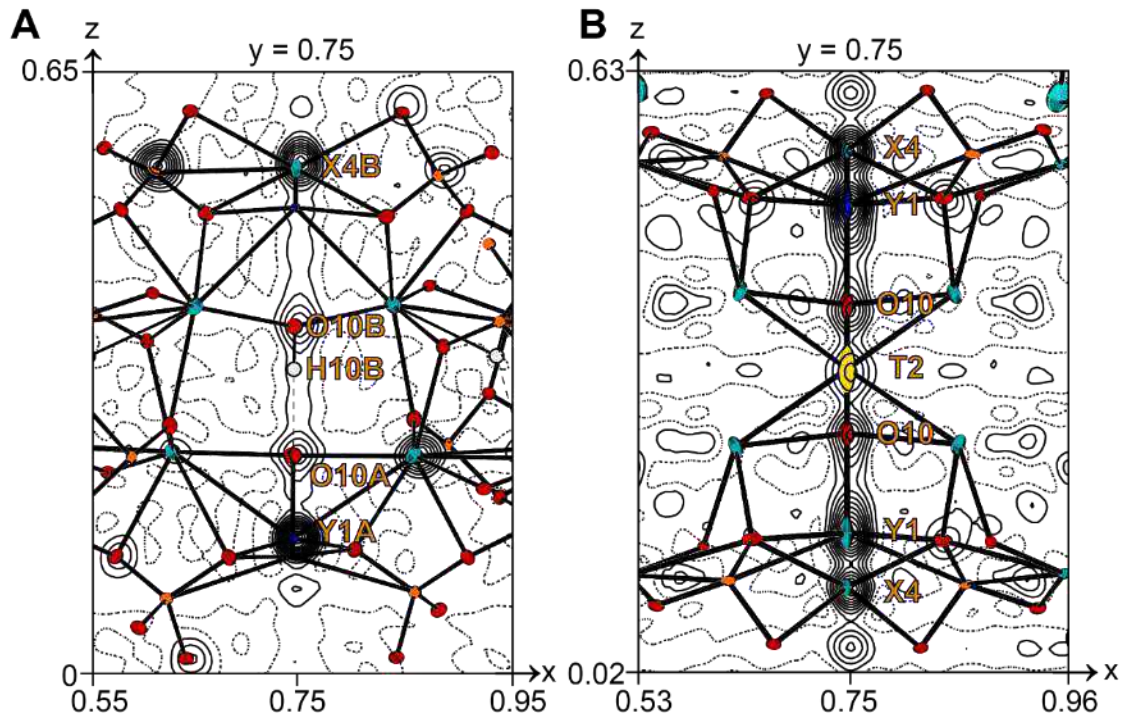 A
z
y = 0.75
0.65
X4B
O10B
H10B
O10A
Y1A
0
x
0.55
0.75
0.95
B
z
y = 0.75
0.63
X4
Y1
O10
T2
O10
Y1
X4
0.02
x
0.53
0.75
0.96